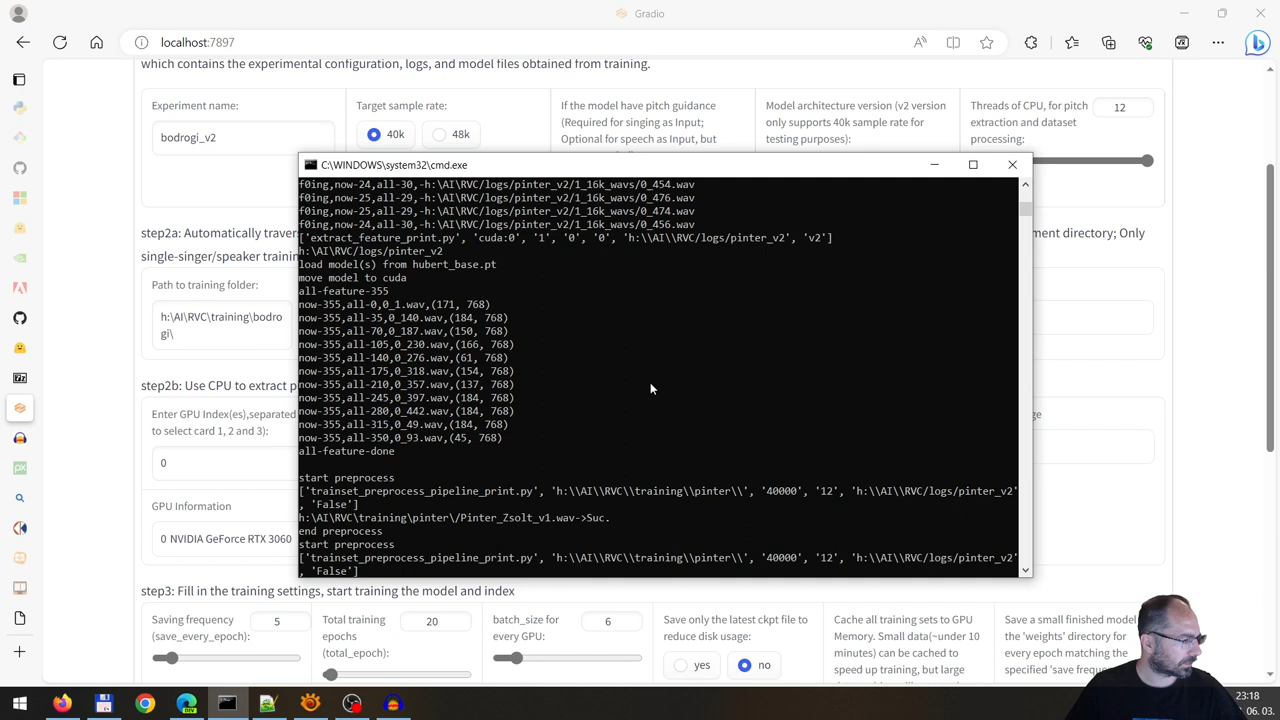 Gradio
localhost:7897
which contains the experimental configuration, logs, and model files obtained from training.
Experiment name:
bodrogi_v2
Target sample rate:
40k
48k
If the model have pitch guidance
(Required for singing as Input;
Optional for speech as Input, but
Model architecture version (v2 version
only supports 40k sample rate for
testing purposes):
Threads of CPU, for pitch
extraction and dataset
processing:
12
C:\WINDOWS\system32\cmd.exe
f0ing,now-24,all-30,-h:\AI\RVC/logs/pinter_v2/1_16k_wavs/0_454.wav
f0ing,now-25,all-29,-h:\AI\RVC/logs/pinter_v2/1_16k_wavs/0_476.wav
f0ing,now-25,all-29,-h:\AI\RVC/logs/pinter_v2/1_16k_wavs/0_474.wav
f0ing,now-24,all-30,-h:\AI\RVC/logs/pinter_v2/1_16k_wavs/0_456.wav
['extract_feature_print.py', 'cuda:0', '1', '0', '0', 'h:\\AI\\RVC/logs/pinter_v2', 'v2']
h:\AI\RVC/logs/pinter_v2
load model(s) from hubert_base.pt
move model to cuda
all-feature-355
now-355,all-0,0_1.wav,(171, 768)
now-355,all-35,0_140.wav,(184, 768)
now-355,all-70,0_187.wav,(150, 768)
now-355,all-105,0_230.wav,(166, 768)
now-355,all-140,0_276.wav,(61, 768)
now-355,all-175,0_318.wav,(154, 768)
now-355,all-210,0_357.wav,(137, 768)
now-355,all-245,0_397.wav,(184, 768)
now-355,all-280,0_442.wav,(184, 768)
now-355,all-315,0_49.wav,(184, 768)
now-355,all-350,0_93.wav,(45, 768)
all-feature-done
start preprocess
['trainset_preprocess_pipeline_print.py', 'h:\\AI\\RVC\\training\\pinter\\', '40000', '12', 'h:\\AI\\RVC/logs/pinter_v2'
, 'False']
h:\AI\RVC\training\pinter\/Pinter_Zsolt_v1.wav->Suc.
end preprocess
start preprocess
['trainset_preprocess_pipeline_print.py', 'h:\\AI\\RVC\\training\\pinter\\', '40000', '12', 'h:\\AI\\RVC/logs/pinter_v2'
, 'False']
step2a: Automatically traver
ment directory; Only
single-singer/speaker trainin
Path to training folder:
h:\AI\RVC\training\bodro
gi\
step2b: Use CPU to extract p
Enter GPU Index(es),separated
to select card 1, 2 and 3):
ge
0
GPU Information
0 NVIDIA GeForce RTX 3060
step3: Fill in the training settings, start training the model and index
Saving frequency
(save_every_epoch):
5
Total training
epochs
(total_epoch):
20
batch_size for
every GPU:
6
Save only the latest ckpt file to
reduce disk usage:
yes
no
Cache all training sets to GPU
Memory. Small data(~under 10
minutes) can be cached to
speed up training, but large
Save a small finished model
the 'weights' directory for
every epoch matching the
specified 'save freque
23:18
06. 03.